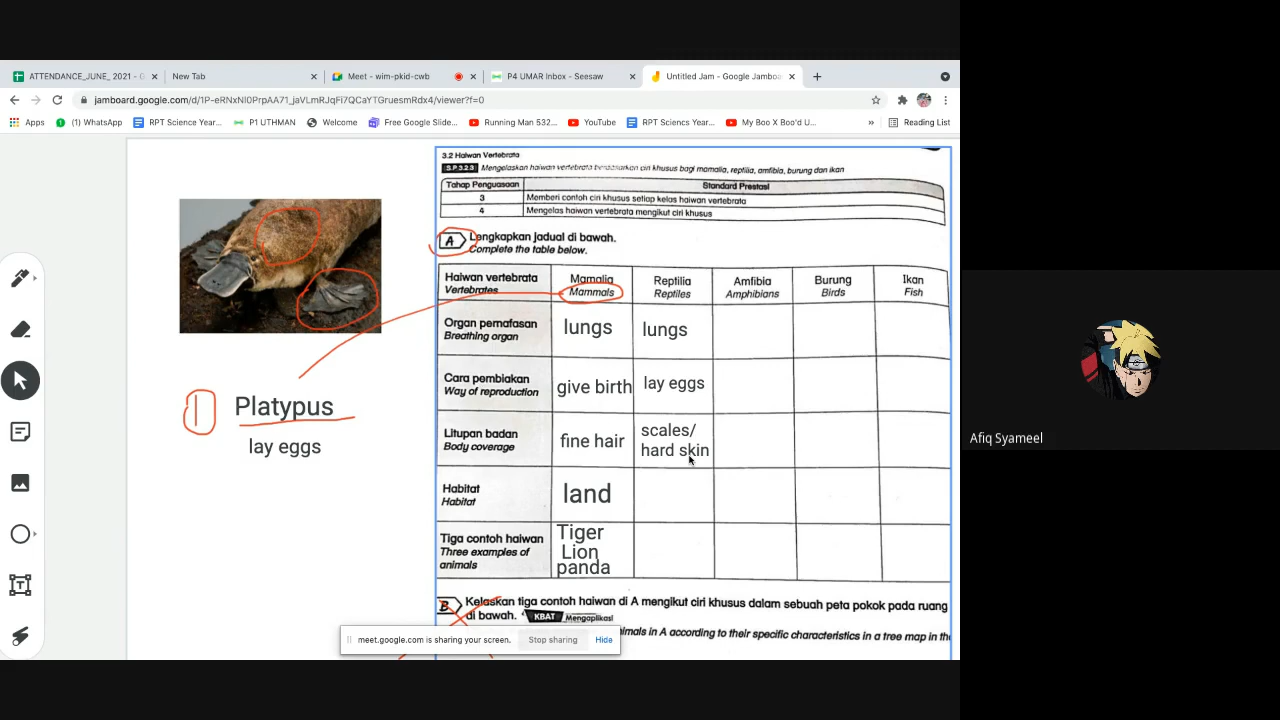 ATTENDANCE_JUNE_ 2021 - G
New Tab
Meet - wim-pkid-cwb
P4 UMAR Inbox - Seesaw
Untitled Jam - Google Jamboa
jamboard.google.com/d/1P-eRNxNI0PrpAA71_jaVLmRJqFi7QCaYTGruesmRdx4/viewer?f=0
Apps
(1) WhatsApp
RPT Science Year...
P1 UTHMAN
Welcome
Free Google Slide...
Running Man 532...
YouTube
RPT Sciencs Year...
My Boo X Boo'd U...
»
Reading List
3.2 Haiwan Vertebrata
S.P.3.2.3 Mengelaskan haiwan vertebrata berdasarkan ciri khusus bagi mamalia, reptilia, amfibia, burung dan ikan
Tahap Penguasaan Standard Prestasi
3 Memberi contoh ciri khusus setiap kelas haiwan vertebrata
4 Mengelas haiwan vertebrata mengikut ciri khusus
A Lengkapkan jadual di bawah.
Complete the table below.
Haiwan vertebrata Mamalia Reptilia Amfibia Burung Ikan
Vertebrates Mammals Reptiles Amphibians Birds Fish
Organ pernafasan lungs lungs
Breathing organ
Cara pembiakan give birth lay eggs
Way of reproduction
Litupan badan fine hair scales/
Body coverage hard skin
Habitat land
Habitat
Tiga contoh haiwan Tiger
Three examples of Lion
animals panda
1 Platypus
lay eggs
B Kelaskan tiga contoh haiwan di A mengikut ciri khusus dalam sebuah peta pokok pada ruang
di bawah. KBAT Mengaplikasi
imals in A according to their specific characteristics in a tree map in the
meet.google.com is sharing your screen. Stop sharing Hide
Afiq Syameel